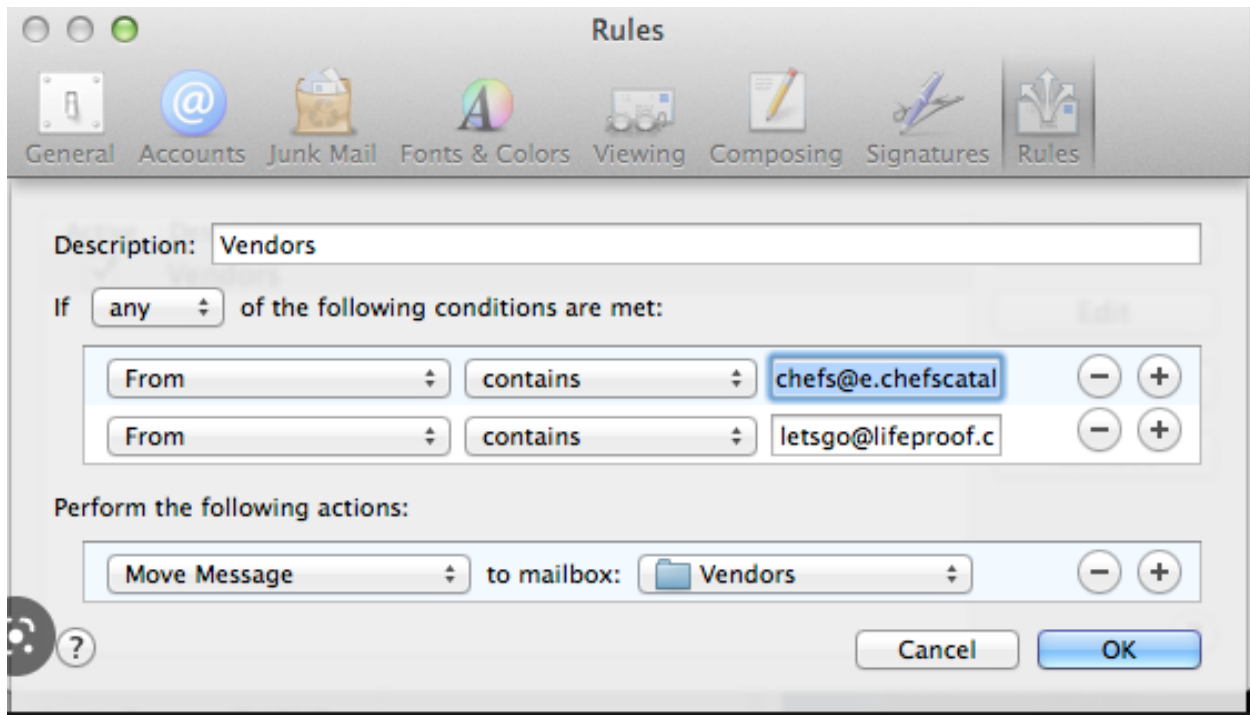 Rules
General Accounts Junk Mail Fonts & Colors Viewing Composing Signatures Rules
Description: Vendors
Vendors
If any of the following conditions are met:
Edit
From contains chefs@e.chefscatal
From contains letsgo@lifeproof.c
Perform the following actions:
Move Message to mailbox: Vendors
? Cancel OK